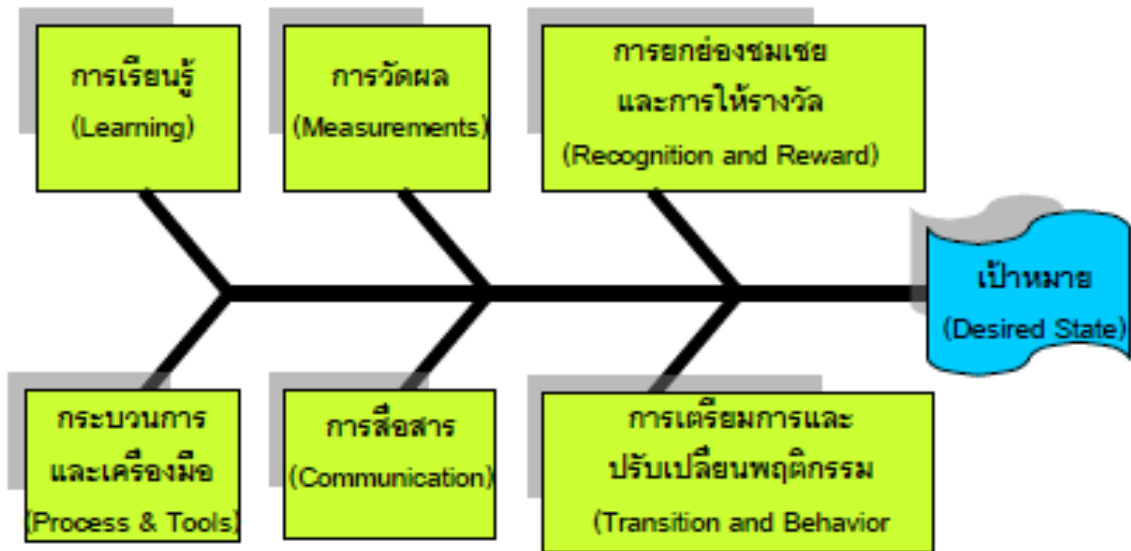 การเรียนรู้
(Learning)
การวัดผล
(Measurements)
การยกย่องชมเชย
และการให้รางวัล
(Recognition and Reward)
เป้าหมาย
(Desired State)
กระบวนการ
และเครื่องมือ
(Process & Tools)
การสื่อสาร
(Communication)
การเตรียมการและ
ปรับเปลี่ยนพฤติกรรม
(Transition and Behavior